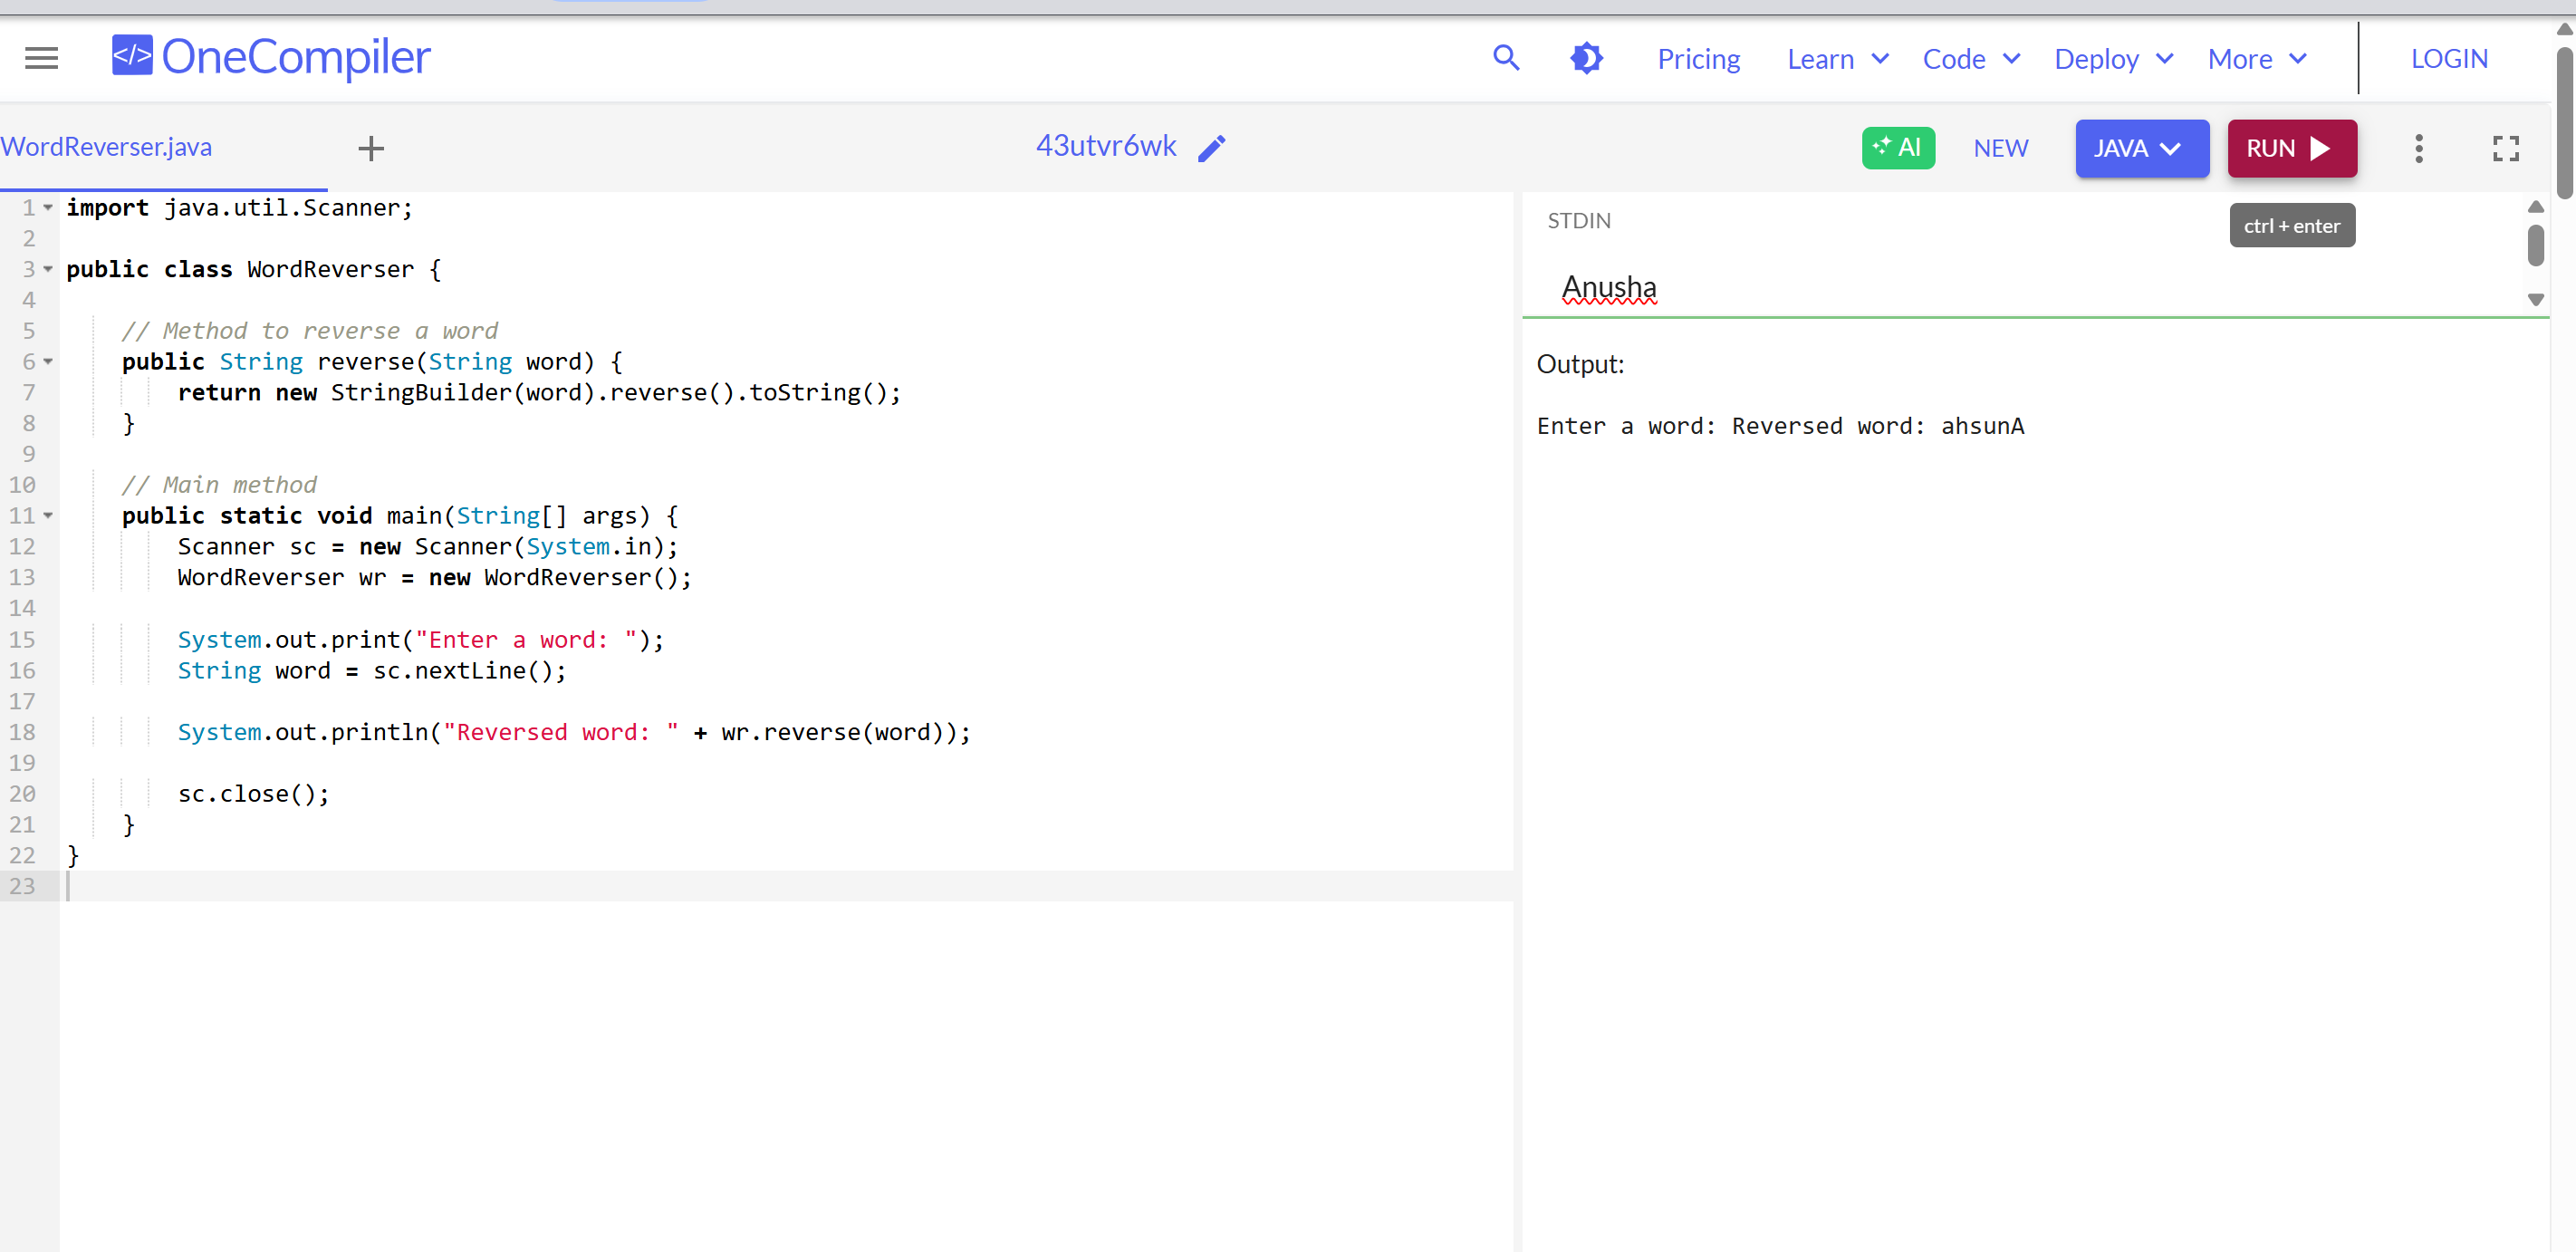 OneCompiler
Pricing Learn Code Deploy More LOGIN
WordReverser.java + 43utvr6wk AI NEW JAVA RUN
ctrl + enter
1 import java.util.Scanner;
2
3 public class WordReverser {
4
5     // Method to reverse a word
6     public String reverse(String word) {
7         return new StringBuilder(word).reverse().toString();
8     }
9
10     // Main method
11     public static void main(String[] args) {
12         Scanner sc = new Scanner(System.in);
13         WordReverser wr = new WordReverser();
14
15         System.out.print("Enter a word: ");
16         String word = sc.nextLine();
17
18         System.out.println("Reversed word: " + wr.reverse(word));
19
20         sc.close();
21     }
22 }
23
STDIN
Anusha
Output:
Enter a word: Reversed word: ahsunA